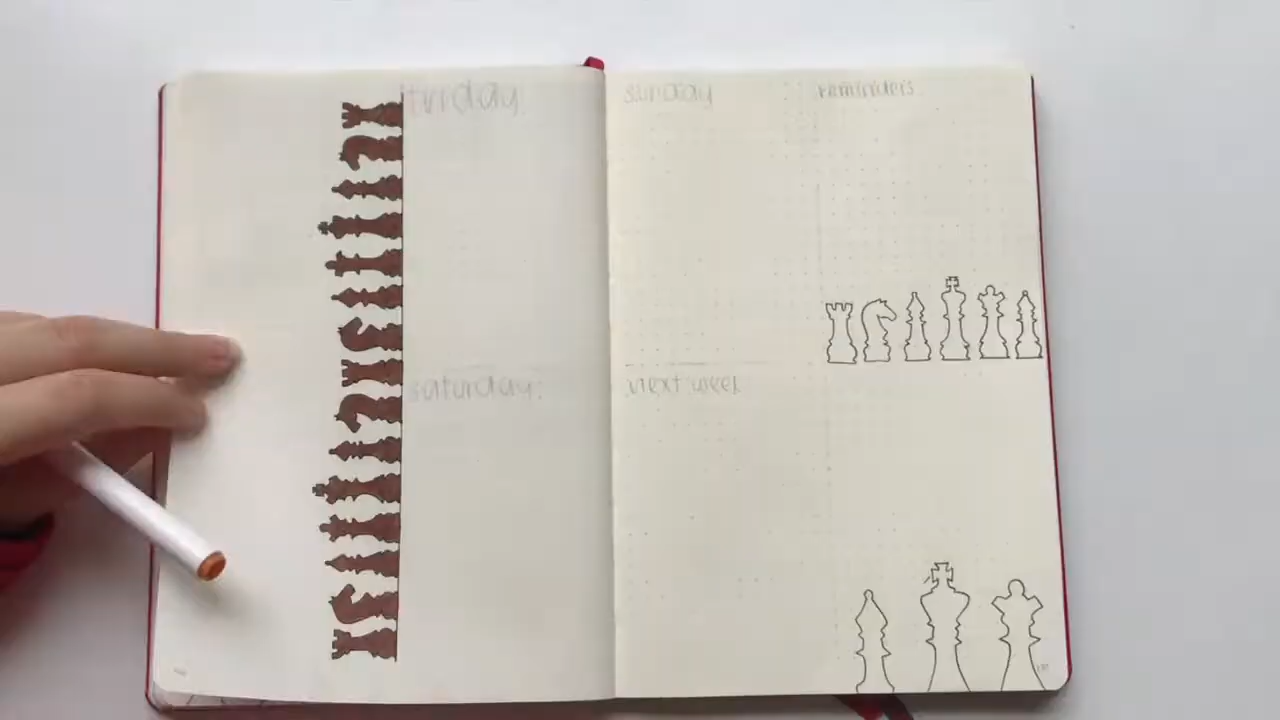 friday:
saturday:
sunday
next week
reminders